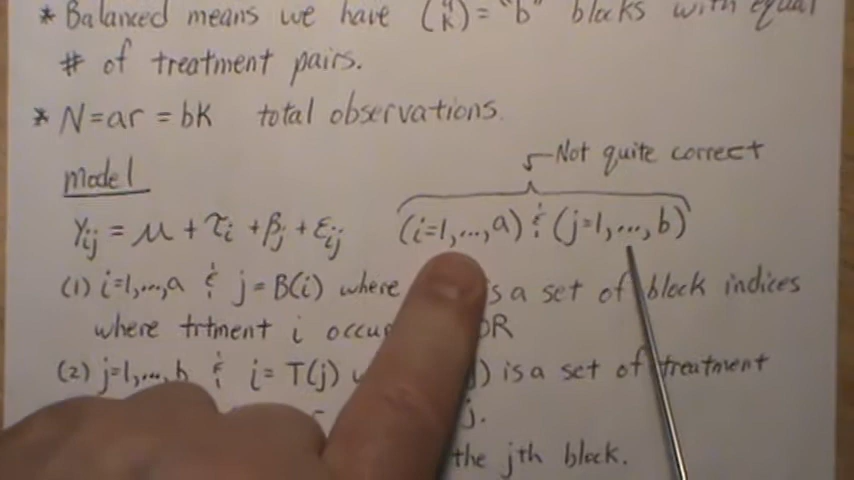 * Balanced means we have (a K) = "b" blocks with equal
# of treatment pairs.
* N=ar = bK total observations.
Not quite correct
model
Yij = μ + τi + βj + εij (i=1,...,a) & (j=1,...,b)
(1) i=1,...,a & j = B(i) where is a set of block indices
where trtment i OR
(2) j=1,...,b & i = T(j) is a set of treatment
j.
the jth block.